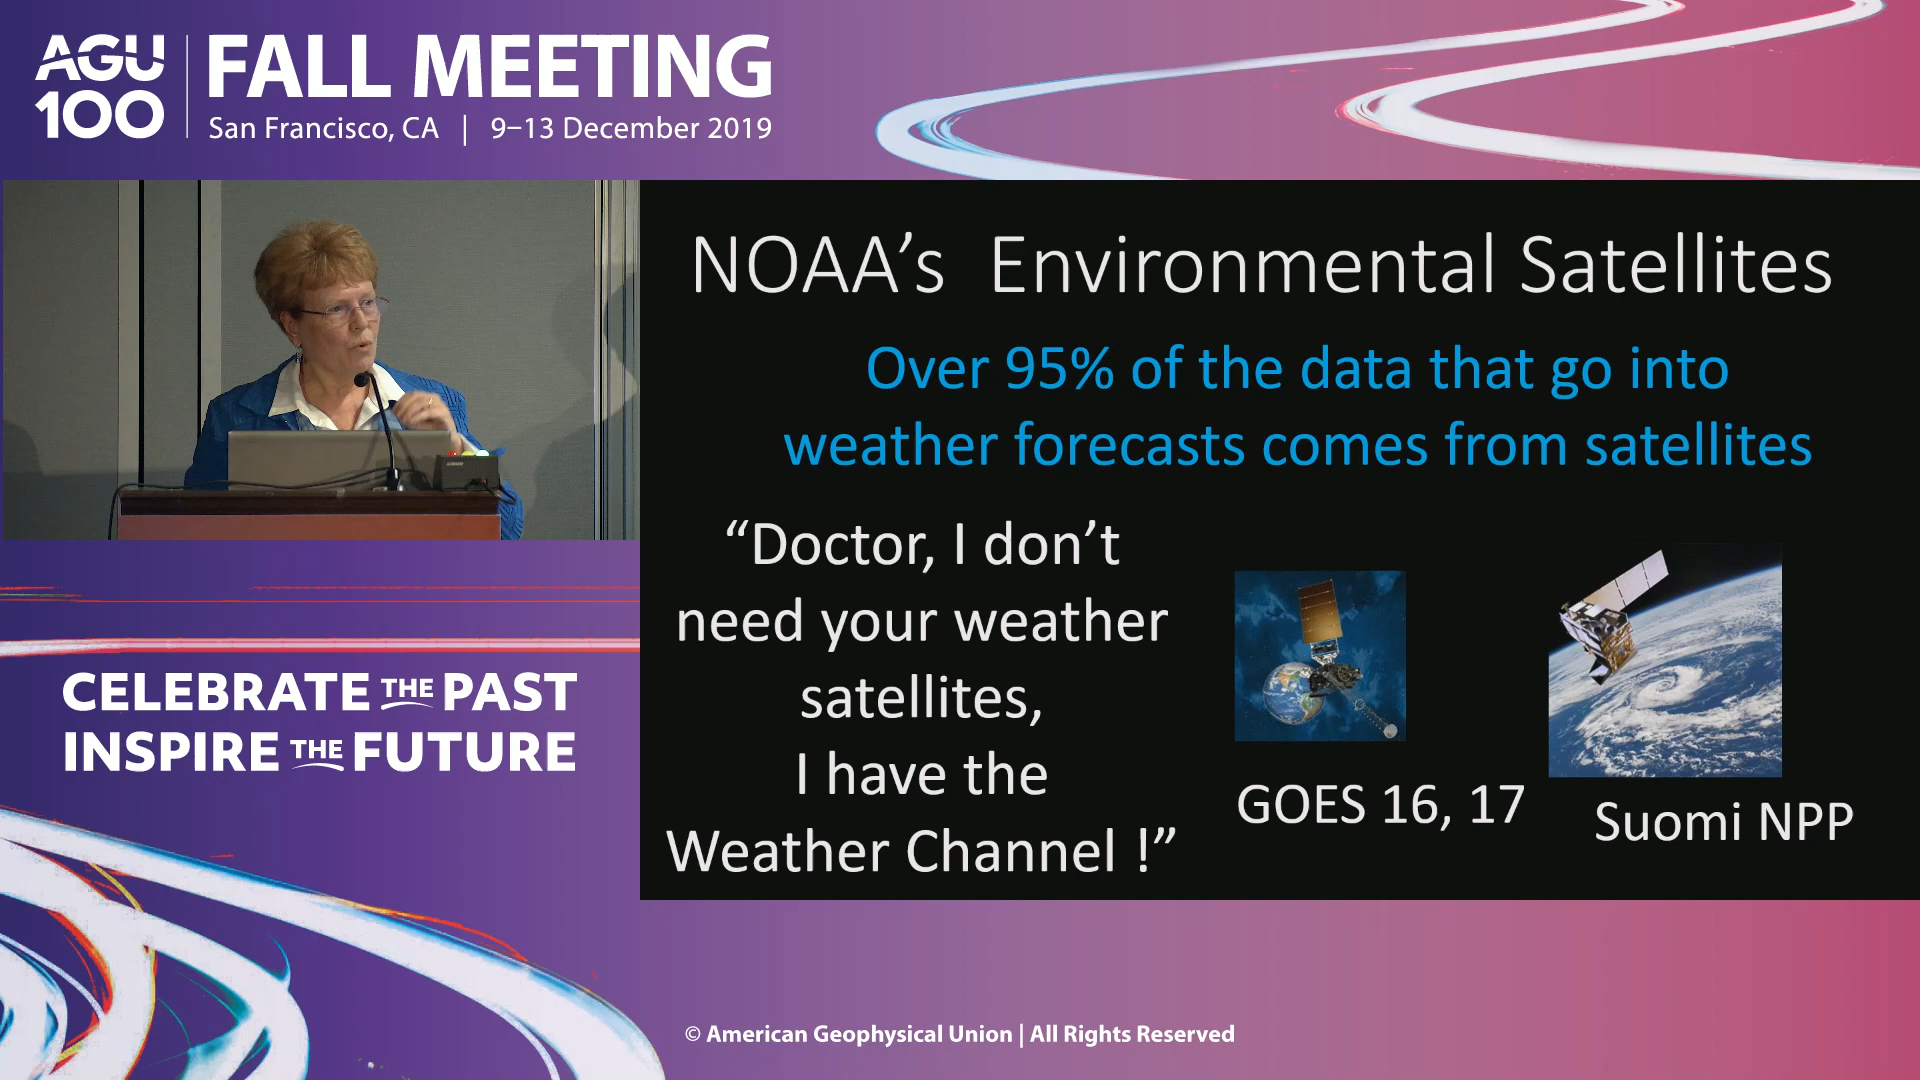 AGU
100
FALL MEETING
San Francisco, CA | 9–13 December 2019
NOAA’s Environmental Satellites
Over 95% of the data that go into
weather forecasts comes from satellites
“Doctor, I don’t
need your weather
satellites,
I have the
Weather Channel !”
GOES 16, 17
Suomi NPP
CELEBRATE THE PAST
INSPIRE THE FUTURE
© American Geophysical Union | All Rights Reserved